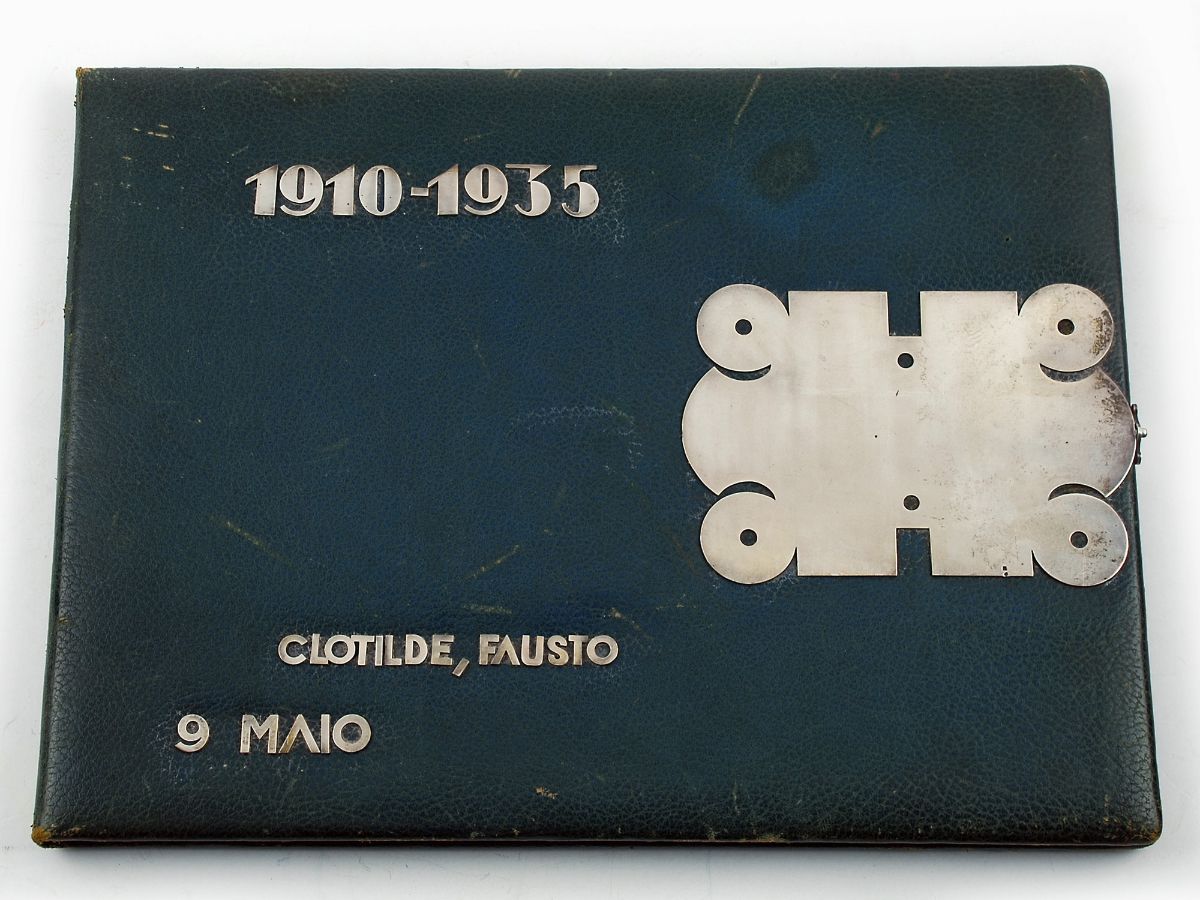 1910-1935
CLOTILDE, FAUSTO
9 MAIO